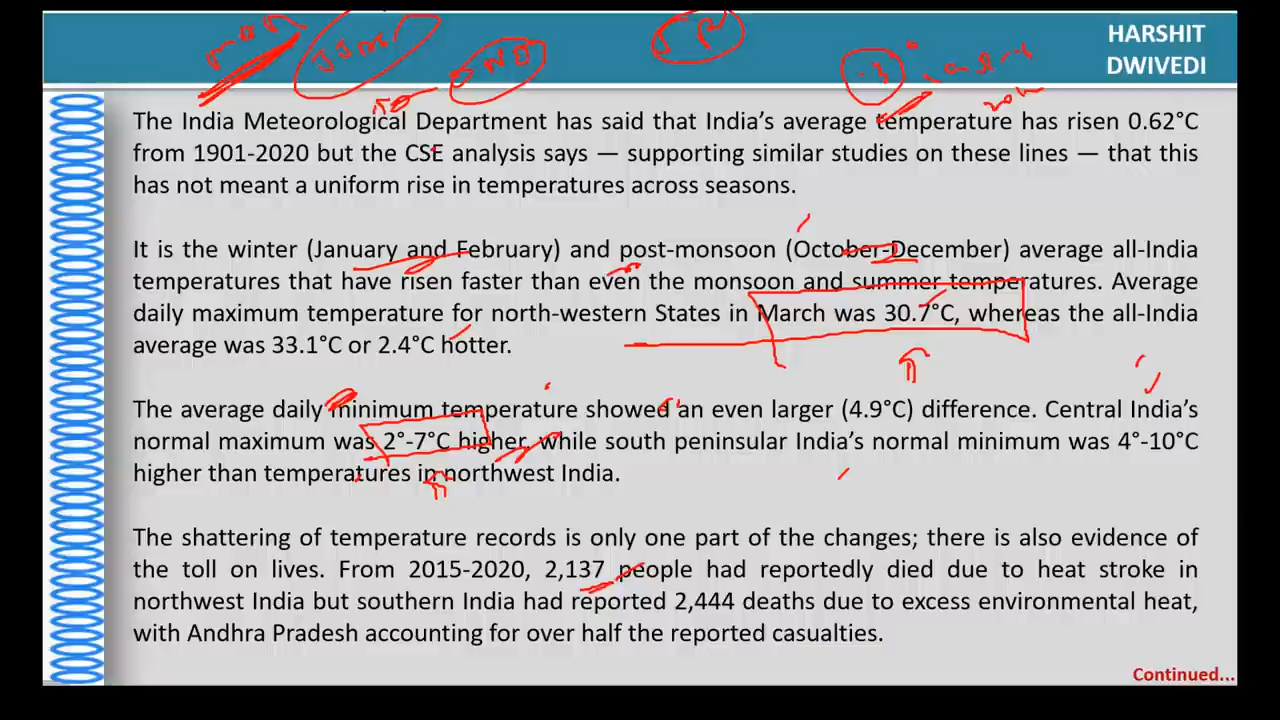 HARSHIT
DWIVEDI
The India Meteorological Department has said that India's average temperature has risen 0.62°C
from 1901-2020 but the CSE analysis says — supporting similar studies on these lines — that this
has not meant a uniform rise in temperatures across seasons.
It is the winter (January and February) and post-monsoon (October-December) average all-India
temperatures that have risen faster than even the monsoon and summer temperatures. Average
daily maximum temperature for north-western States in March was 30.7°C, whereas the all-India
average was 33.1°C or 2.4°C hotter.
The average daily minimum temperature showed an even larger (4.9°C) difference. Central India's
normal maximum was 2°-7°C higher, while south peninsular India's normal minimum was 4°-10°C
higher than temperatures in northwest India.
The shattering of temperature records is only one part of the changes; there is also evidence of
the toll on lives. From 2015-2020, 2,137 people had reportedly died due to heat stroke in
northwest India but southern India had reported 2,444 deaths due to excess environmental heat,
with Andhra Pradesh accounting for over half the reported casualties.
Continued...